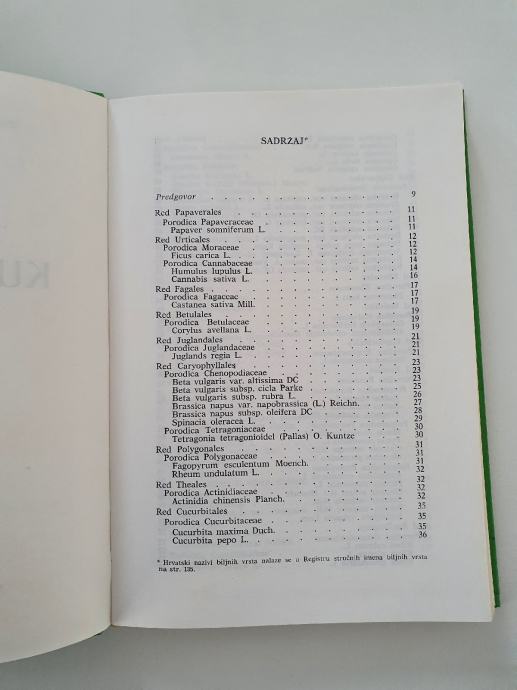 SADRŽAJ*
Predgovor . . . . . . . . . . . . 9
Red Papaverales . . . . . . . . . . . 11
Porodica Papaveraceae . . . . . . . . . 11
Papaver somniferum L. . . . . . . . . 11
Red Urticales . . . . . . . . . . . 12
Porodica Moraceae . . . . . . . . . . 12
Ficus carica L. . . . . . . . . . . 12
Porodica Cannabaceae . . . . . . . . . 14
Humulus lupulus L. . . . . . . . . . 14
Cannabis sativa L. . . . . . . . . . 16
Red Fagales . . . . . . . . . . . . 17
Porodica Fagaceae . . . . . . . . . . 17
Castanea sativa Mill. . . . . . . . . 17
Red Betulales . . . . . . . . . . . 19
Porodica Betulaceae . . . . . . . . . 19
Corylus avellana L. . . . . . . . . . 19
Red Juglandales . . . . . . . . . . . 21
Porodica Juglandaceae . . . . . . . . . 21
Juglands regia L. . . . . . . . . . 21
Red Caryophyllales . . . . . . . . . . 23
Porodica Chenopodiaceae . . . . . . . . 23
Beta vulgaris var. altissima DC . . . . . . 23
Beta vulgaris subsp. cicla Parke . . . . . . 25
Beta vulgaris subsp. rubra L. . . . . . . 26
Brassica napus var. napobrassica (L.) Reichn. . . . 27
Brassica napus subsp. oleifera DC . . . . . 28
Spinacia oleracea L. . . . . . . . . . 29
Porodica Tetragoniaceae . . . . . . . . 30
Tetragonia tetragonioidel (Pallas) O. Kuntze . . . 30
Red Polygonales . . . . . . . . . . . 31
Porodica Polygonaceae . . . . . . . . . 31
Fagopyrum esculentum Moench. . . . . . . 31
Rheum undulatum L. . . . . . . . . . 32
Red Theales . . . . . . . . . . . . 32
Porodica Actinidiaceae . . . . . . . . . 32
Actinidia chinensis Planch. . . . . . . . 32
Red Cucurbitales . . . . . . . . . . 35
Porodica Cucurbitaceae . . . . . . . . . 35
Cucurbita maxima Duch. . . . . . . . . 35
Cucurbita pepo L. . . . . . . . . . 36
* Hrvatski nazivi biljnih vrsta nalaze se u Registru stručnih imena biljnih vrsta
na str. 135.